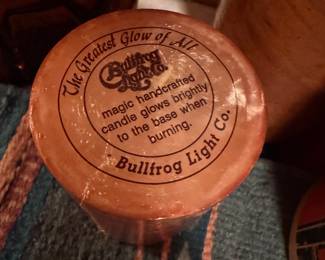 The Greatest Glow of All
Bullfrog
Light Co.
magic handcrafted
candle glows brightly
to the base when
burning.
Bullfrog Light Co.